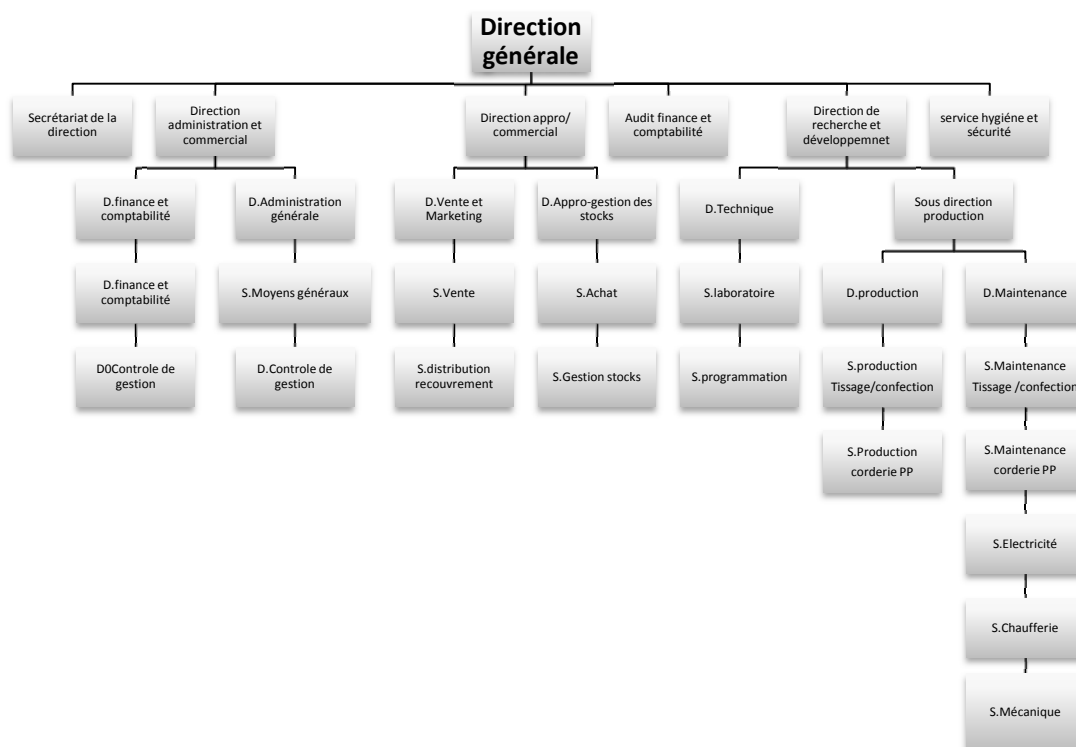 Direction
générale
Secrétariat de la
direction
Direction
administration et
commercial
Direction appro/
commercial
Audit finance et
comptabilité
Direction de
recherche et
développemnet
service hygiéne et
sécurité
D.finance et
comptabilité
D.Administration
générale
D.Vente et
Marketing
D.Appro-gestion des
stocks
D.Technique
Sous direction
production
D.finance et
comptabilité
S.Moyens généraux
S.Vente
S.Achat
S.laboratoire
D.production
D.Maintenance
D0Controle de
gestion
D.Controle de
gestion
S.distribution
recouvrement
S.Gestion stocks
S.programmation
S.production
Tissage/confection
S.Maintenance
Tissage /confection
S.Production
corderie PP
S.Maintenance
corderie PP
S.Electricité
S.Chaufferie
S.Mécanique